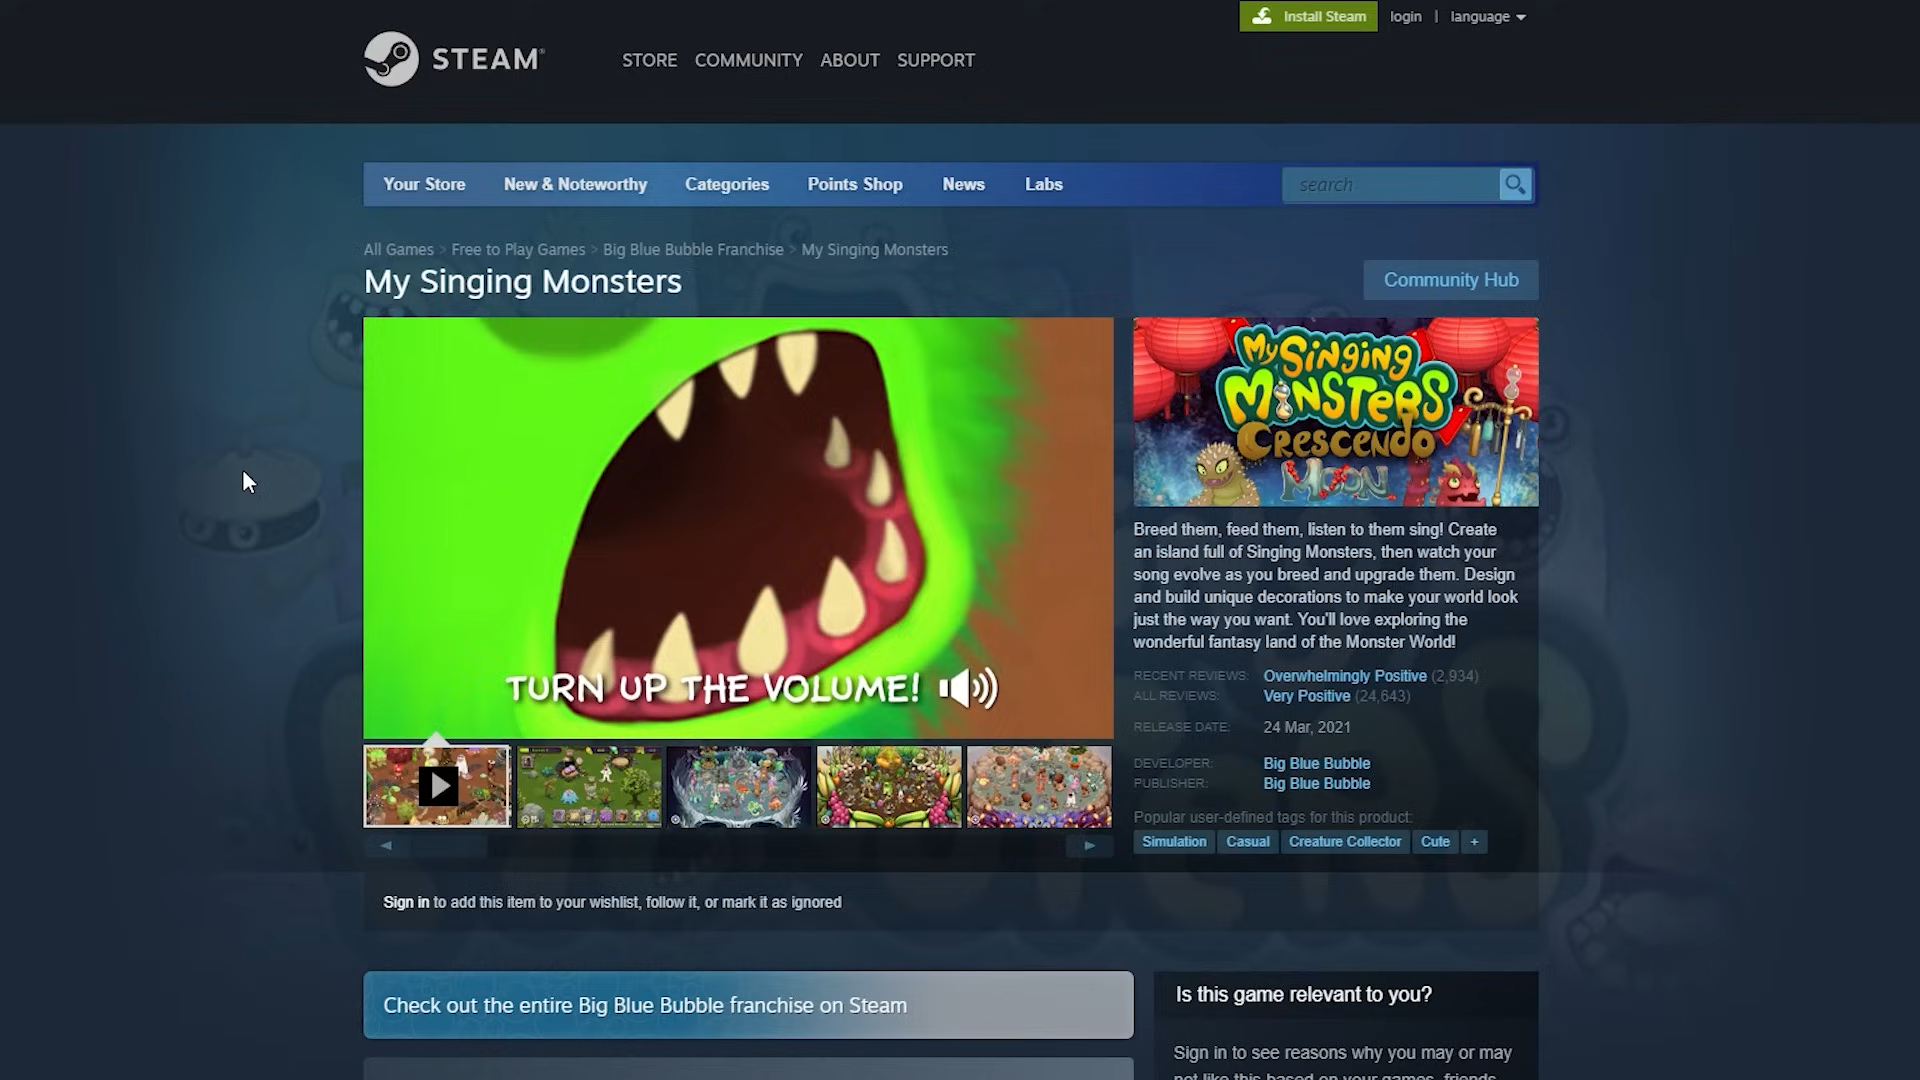 Install Steam
login | language
STEAM®
STORE COMMUNITY ABOUT SUPPORT
Your Store New & Noteworthy Categories Points Shop News Labs
search
All Games > Free to Play Games > Big Blue Bubble Franchise > My Singing Monsters
My Singing Monsters
Community Hub
TURN UP THE VOLUME!
My Singing
Monsters
Crescendo
Moon
Breed them, feed them, listen to them sing! Create
an island full of Singing Monsters, then watch your
song evolve as you breed and upgrade them. Design
and build unique decorations to make your world look
just the way you want. You'll love exploring the
wonderful fantasy land of the Monster World!
RECENT REVIEWS: Overwhelmingly Positive (2,934)
ALL REVIEWS: Very Positive (24,643)
RELEASE DATE: 24 Mar, 2021
DEVELOPER: Big Blue Bubble
PUBLISHER: Big Blue Bubble
Popular user-defined tags for this product:
Simulation Casual Creature Collector Cute +
Sign in to add this item to your wishlist, follow it, or mark it as ignored
Check out the entire Big Blue Bubble franchise on Steam
Is this game relevant to you?
Sign in to see reasons why you may or may
not like this based on your games, friends,